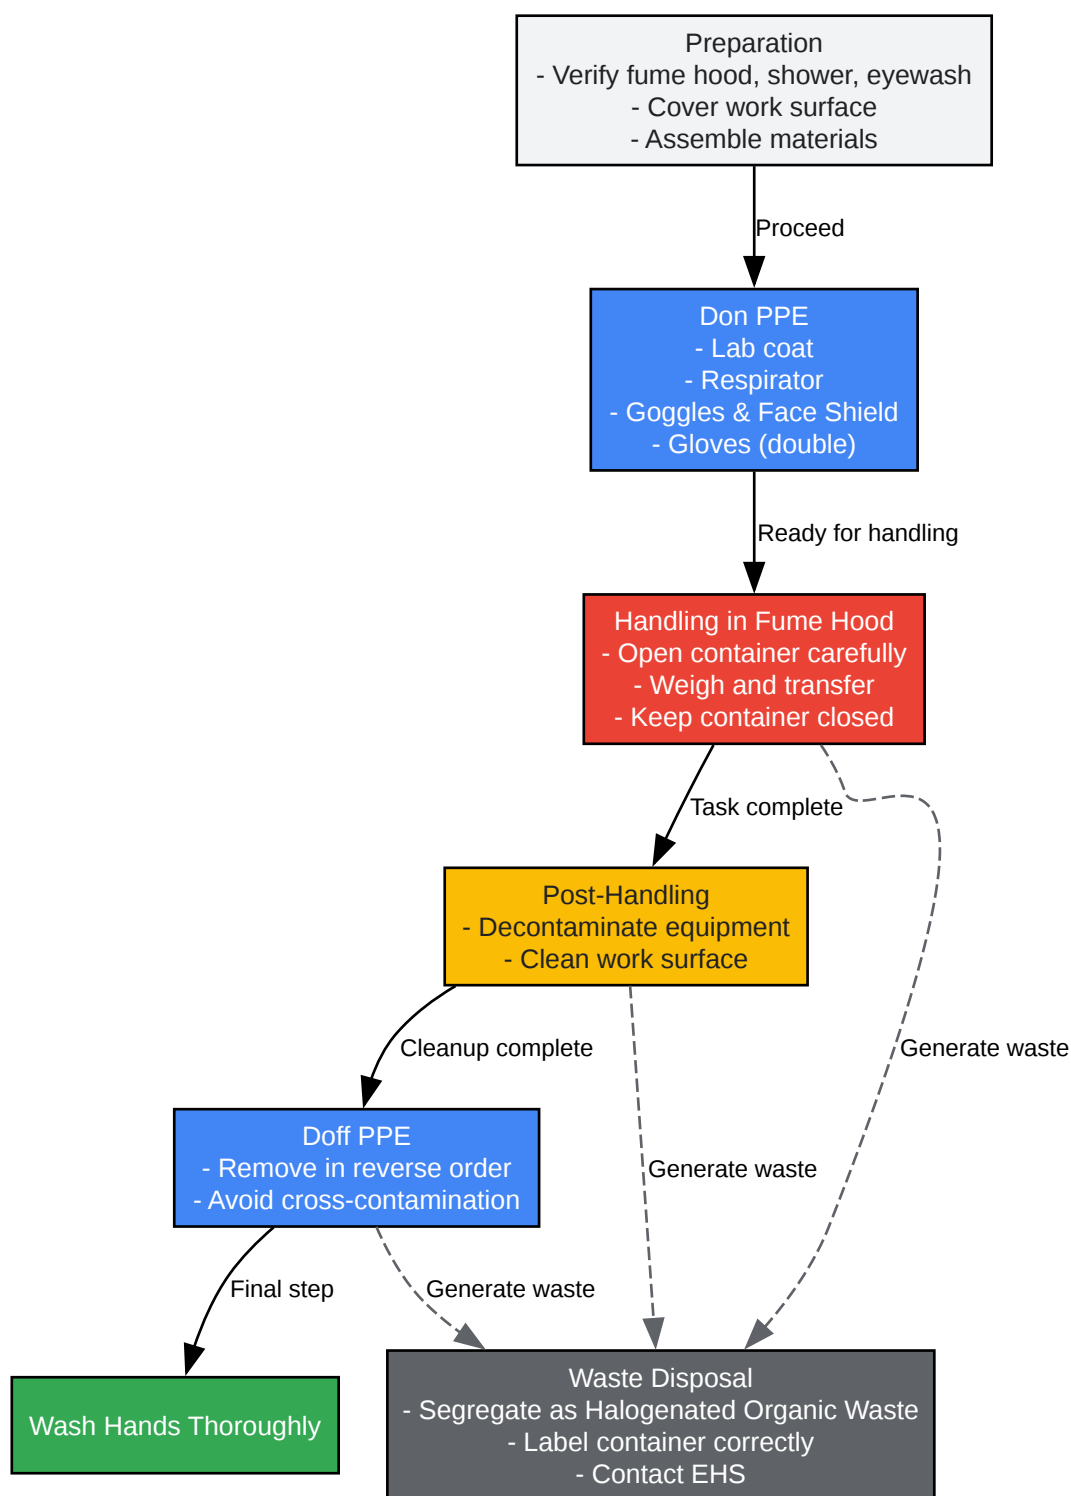 Preparation
- Verify fume hood, shower, eyewash
- Cover work surface
- Assemble materials
Proceed
Don PPE
- Lab coat
- Respirator
- Goggles & Face Shield
- Gloves (double)
Ready for handling
Handling in Fume Hood
- Open container carefully
- Weigh and transfer
- Keep container closed
Task complete
Post-Handling
- Decontaminate equipment
- Clean work surface
Cleanup complete
Generate waste
Doff PPE
- Remove in reverse order
- Avoid cross-contamination
Generate waste
Final step
Generate waste
Wash Hands Thoroughly
Waste Disposal
- Segregate as Halogenated Organic Waste
- Label container correctly
- Contact EHS